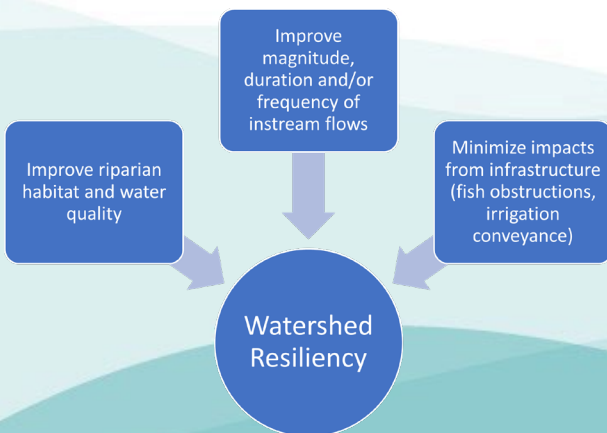 Improve
magnitude,
duration and/or
frequency of
instream flows
Improve riparian
habitat and water
quality
Minimize impacts
from infrastructure
(fish obstructions,
irrigation
conveyance)
Watershed
Resiliency